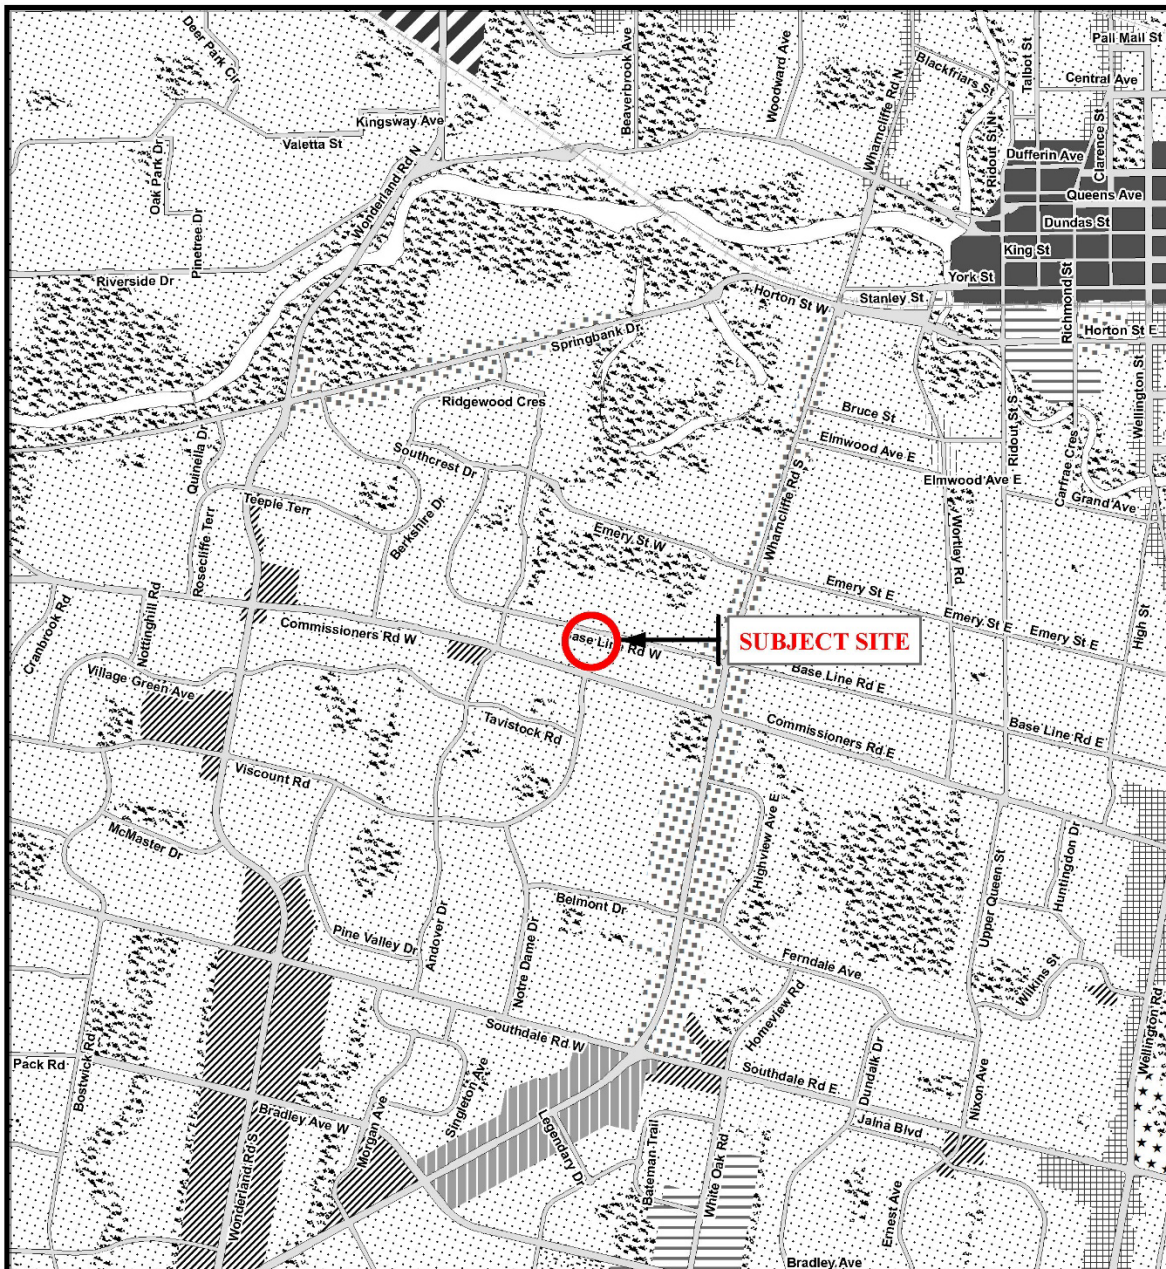 Deer Park Cir
Beaverbrook Ave
Woodward Ave
Wharncliffe Rd N
Blackfriars St
Talbot St
Pall Mall St
Central Ave
Clarence St
Kingsway Ave
Valetta St
Oak Park Dr
Pinetree Dr
Wonderland Rd N
Ridout St N
Dufferin Ave
Queens Ave
Dundas St
King St
York St
Riverside Dr
Stanley St
Horton St W
Richmond St
Horton St E
Springbank Dr
Wellington St
Ridgewood Cres
Bruce St
Ridout St S
Quinella Dr
Southcrest Dr
Elmwood Ave E
Elmwood Ave E
Carfrae Cres
Grand Ave
Teeple Terr
Berkshire Dr
Wharncliffe Rd S
Emery St W
Wortley Rd
Rosecliffe Terr
Emery St E
Emery St E
Emery St E
Cranbrook Rd
Nottinghill Rd
Commissioners Rd W
Base Line Rd W
SUBJECT SITE
High St
Village Green Ave
Base Line Rd E
Tavistock Rd
Commissioners Rd E
Base Line Rd E
Viscount Rd
McMaster Dr
Highview Ave E
Huntingdon Dr
Upper Queen St
Belmont Dr
Pine Valley Dr
Andover Dr
Notre Dame Dr
Ferndale Ave
Wilkins St
Homeview Rd
Wellington Rd
Southdale Rd W
Pack Rd
Bostwick Rd
Singleton Ave
Southdale Rd E
Dundalk Dr
Nixon Ave
Bradley Ave W
Morgan Ave
Legendary Dr
Jalna Blvd
Wonderland Rd S
Bateman Trail
White Oak Rd
Ernest Ave
Bradley Ave